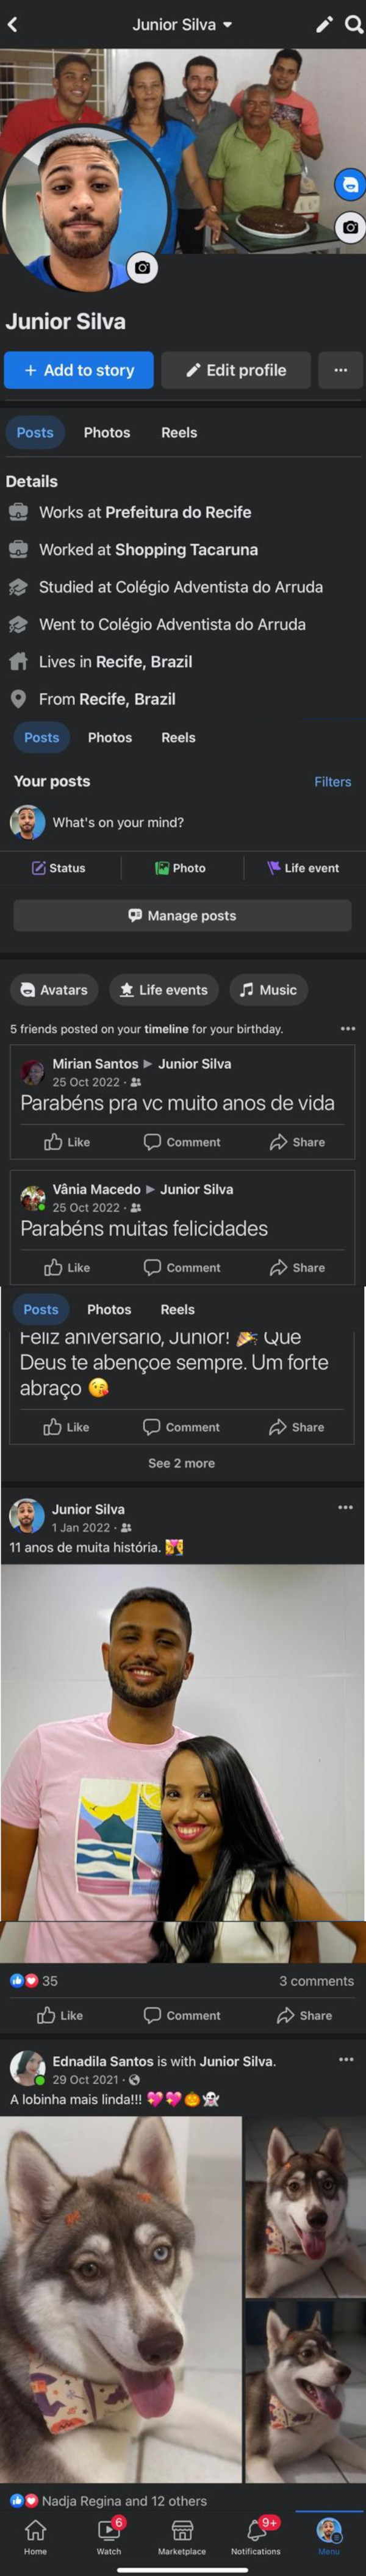 Junior Silva
Junior Silva
+ Add to story
Edit profile
Posts
Photos
Reels
Details
Works at Prefeitura do Recife
Worked at Shopping Tacaruna
Studied at Colégio Adventista do Arruda
Went to Colégio Adventista do Arruda
Lives in Recife, Brazil
From Recife, Brazil
Posts
Photos
Reels
Your posts
Filters
What's on your mind?
Status
Photo
Life event
Manage posts
Avatars
Life events
Music
5 friends posted on your timeline for your birthday.
Mirian Santos ▶ Junior Silva
25 Oct 2022 ·
Parabéns pra vc muito anos de vida
Like
Comment
Share
Vânia Macedo ▶ Junior Silva
25 Oct 2022 ·
Parabéns muitas felicidades
Like
Comment
Share
Posts
Photos
Reels
Feliz aniversário, Junior! 🎉 Que
Deus te abençoe sempre. Um forte
abraço 😘
Like
Comment
Share
See 2 more
Junior Silva
1 Jan 2022 ·
11 anos de muita história.
35
3 comments
Like
Comment
Share
Ednadila Santos is with Junior Silva.
29 Oct 2021 ·
A lobinha mais linda!!! 💖💖🎃👻
Nadja Regina and 12 others
6
9+
Home
Watch
Marketplace
Notifications
Menu